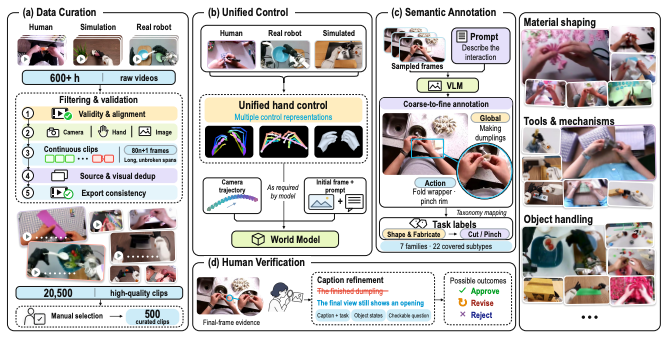 (a) Data Curation
Human
Simulation
Real robot
600+ h
raw videos
Filtering & validation
1
Validity & alignment
2
Camera
Hand
Image
3
Continuous clips
80n+1 frames
Long, unbroken spans
4
Source & visual dedup
5
Export consistency
20,500
high-quality clips
Manual selection
500
curated clips
(b) Unified Control
Human
Real robot
Simulated
Unified hand control
Multiple control representations
Camera
trajectory
As required
by model
Initial frame +
prompt
World Model
(c) Semantic Annotation
Sampled frames
Prompt
Describe the
interaction
VLM
Coarse-to-fine annotation
Global
Making
dumplings
Action
Fold wrapper ·
pinch rim
Taxonomy mapping
Task labels
Shape & Fabricate
Cut / Pinch
7 families · 22 covered subtypes
(d) Human Verification
Final-frame evidence
Caption refinement
The finished dumpling
The final view still shows an opening
Caption + task
Object states
Checkable question
Possible outcomes
Approve
Revise
Reject
Material shaping
Tools & mechanisms
Object handling